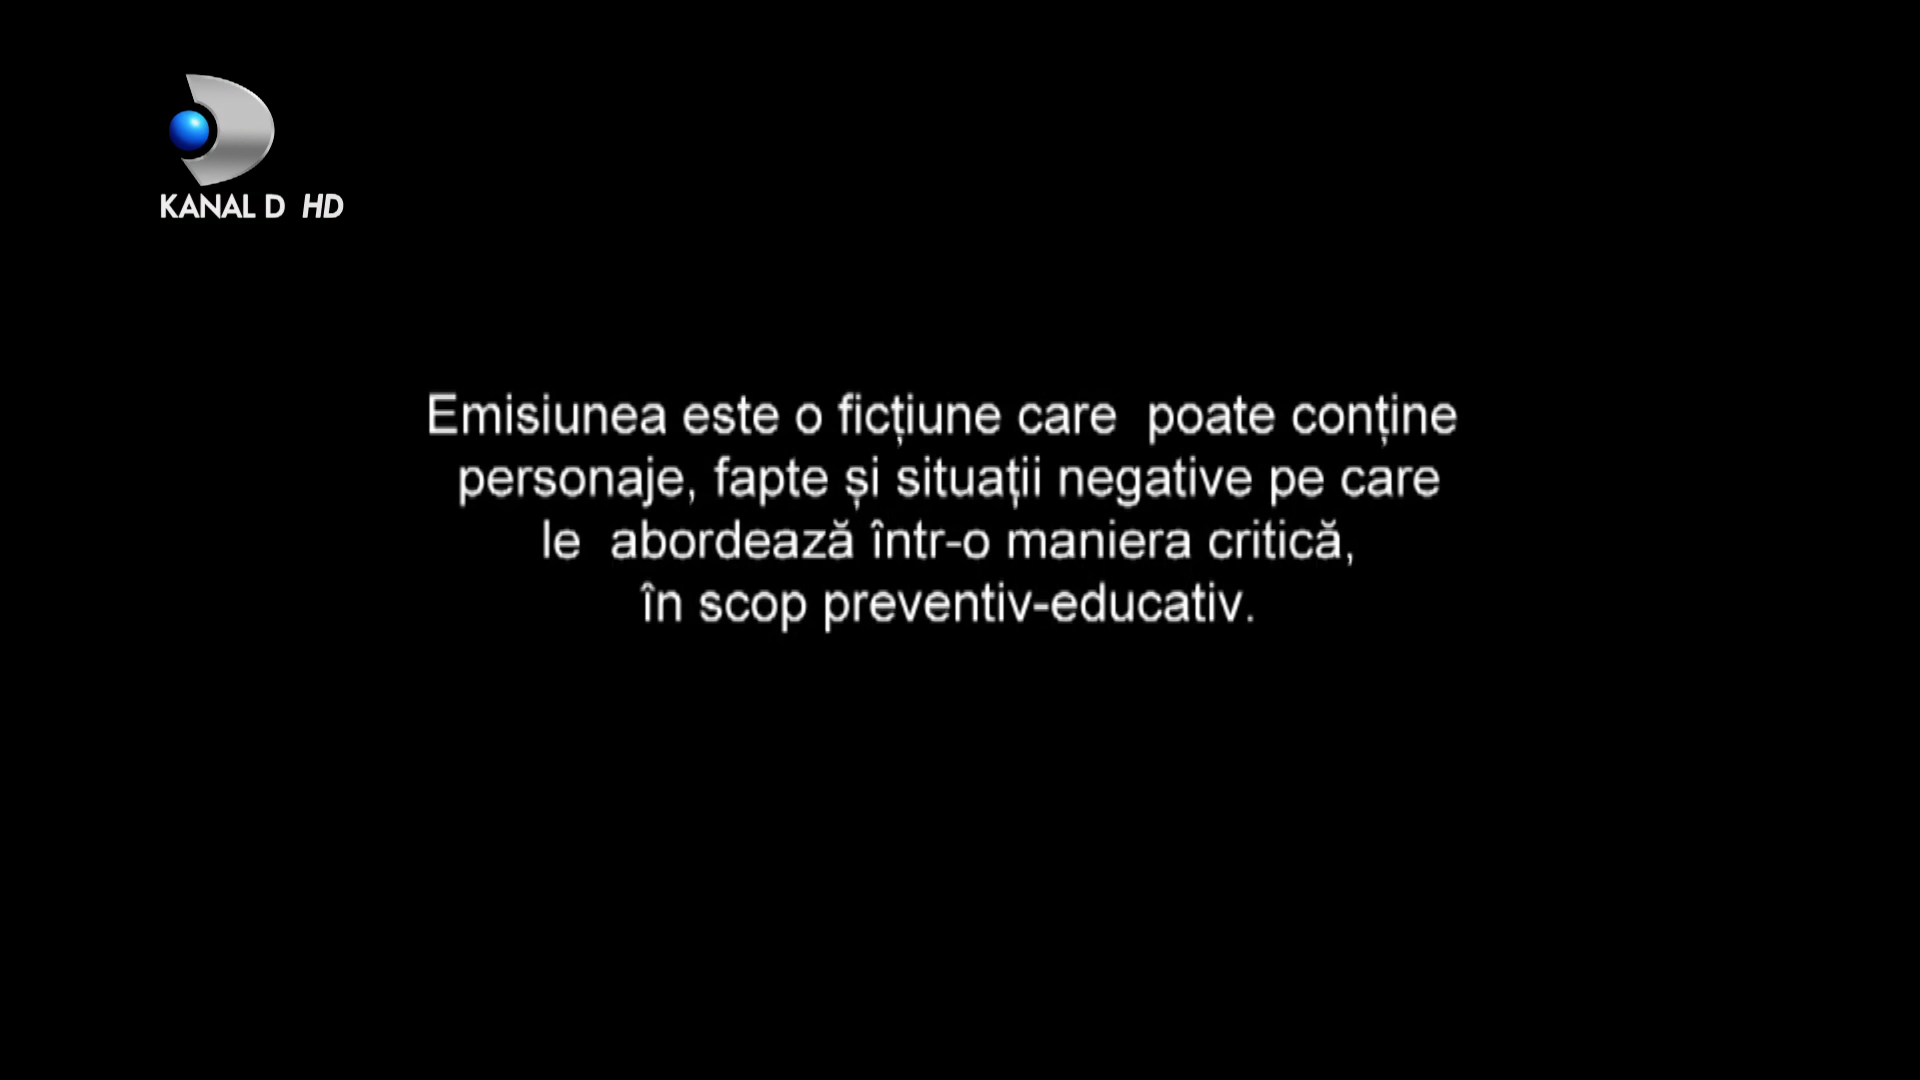 KANAL D HD
Emisiunea este o ficțiune care poate conține
personaje, fapte și situații negative pe care
le abordează într-o maniera critică,
în scop preventiv-educativ.